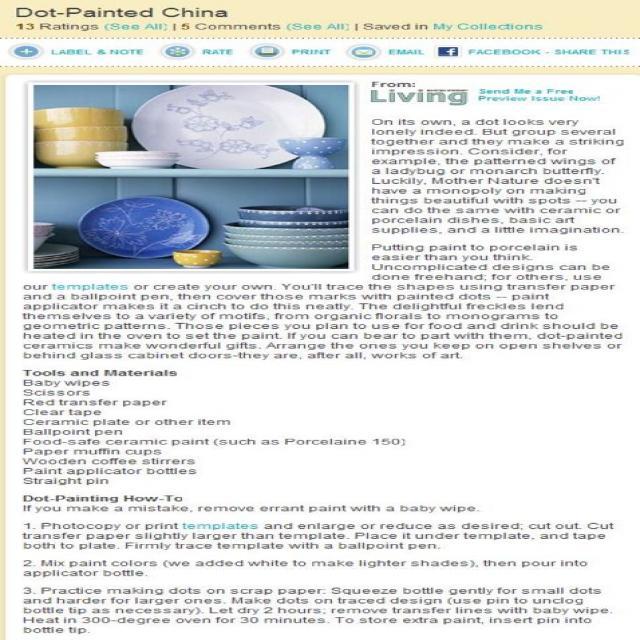 Dot-Painted China
13 Ratings (See All) | 5 Comments (See All) | Saved in My Collections
LABEL & NOTE RATE PRINT EMAIL FACEBOOK - SHARE THIS
From:
Living Send Me a Free
Preview Issue Now!
On its own, a dot looks very
lonely indeed. But group several
together and they make a striking
impression. Consider, for
example, the patterned wings of
a ladybug or monarch butterfly.
Luckily, Mother Nature doesn't
have a monopoly on making
things beautiful with spots -- you
can do the same with ceramic or
porcelain dishes, basic art
supplies, and a little imagination.
Putting paint to porcelain is
easier than you think.
Uncomplicated designs can be
done freehand; for others, use
our templates or create your own. You'll trace the shapes using transfer paper
and a ballpoint pen, then cover those marks with painted dots -- paint
applicator makes it a cinch to do this neatly. The delightful freckles lend
themselves to a variety of motifs, from organic florals to monograms to
geometric patterns. Those pieces you plan to use for food and drink should be
heated in the oven to set the paint. If you can bear to part with them, dot-painted
ceramics make wonderful gifts. Arrange the ones you keep on open shelves or
behind glass cabinet doors-they are, after all, works of art.
Tools and Materials
Baby wipes
Scissors
Red transfer paper
Clear tape
Ceramic plate or other item
Ballpoint pen
Food-safe ceramic paint (such as Porcelaine 150)
Paper muffin cups
Wooden coffee stirrers
Paint applicator bottles
Straight pin
Dot-Painting How-To
If you make a mistake, remove errant paint with a baby wipe.
1. Photocopy or print templates and enlarge or reduce as desired; cut out. Cut
transfer paper slightly larger than template. Place it under template, and tape
both to plate. Firmly trace template with a ballpoint pen.
2. Mix paint colors (we added white to make lighter shades), then pour into
applicator bottle.
3. Practice making dots on scrap paper: Squeeze bottle gently for small dots
and harder for larger ones. Make dots on traced design (use pin to unclog
bottle tip as necessary). Let dry 2 hours; remove transfer lines with baby wipe.
Heat in 300-degree oven for 30 minutes. To store extra paint, insert pin into
bottle tip.